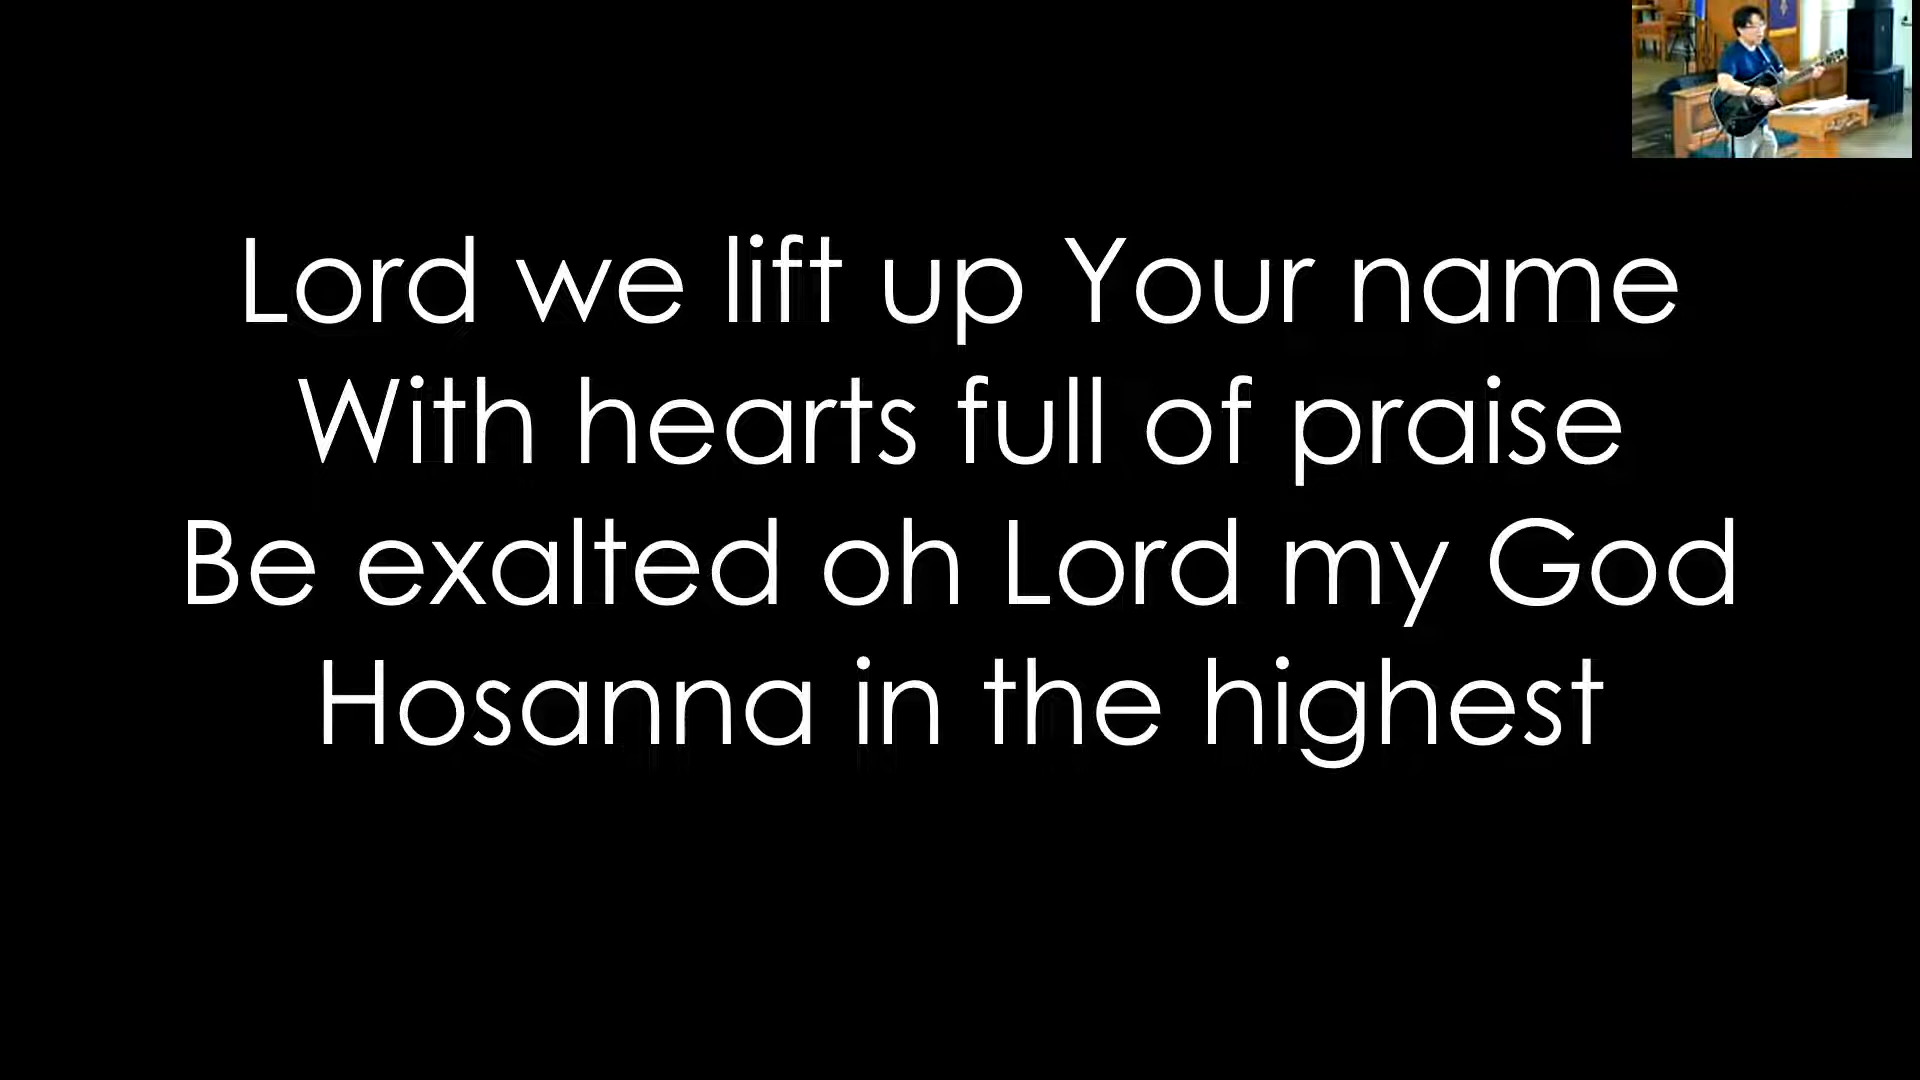 Lord we lift up Your name
With hearts full of praise
Be exalted oh Lord my God
Hosanna in the highest